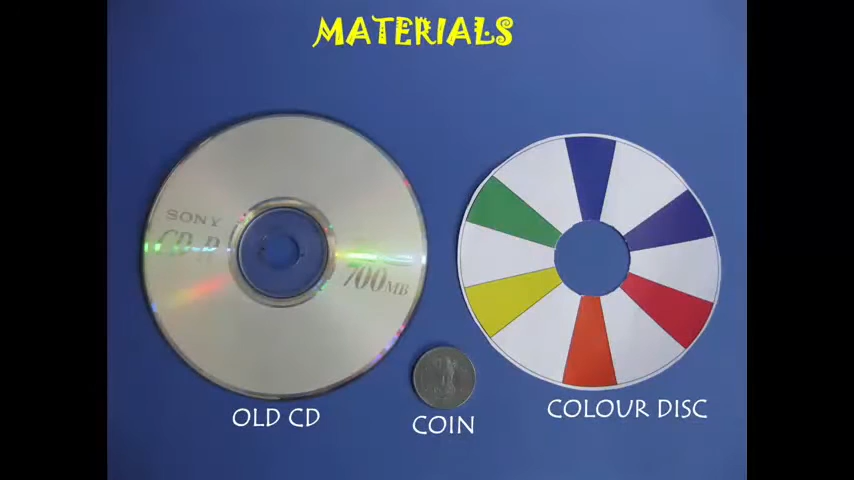 MATERIALS
SONY
CD-R
700MB
OLD CD
COIN
COLOUR DISC